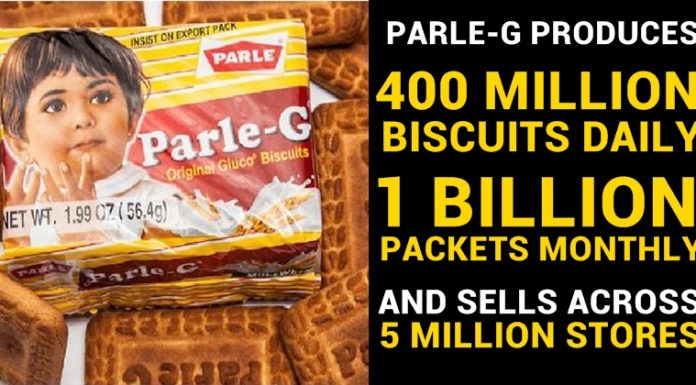 INSIST ON EXPORT PACK
PARLE
Parle-G
Original Gluco® Biscuits
NET WT. 1.99 OZ (56.4g)
PARLE
Parle-G
PARLE-G PRODUCES
400 MILLION
BISCUITS DAILY
1 BILLION
PACKETS MONTHLY
AND SELLS ACROSS
5 MILLION STORES